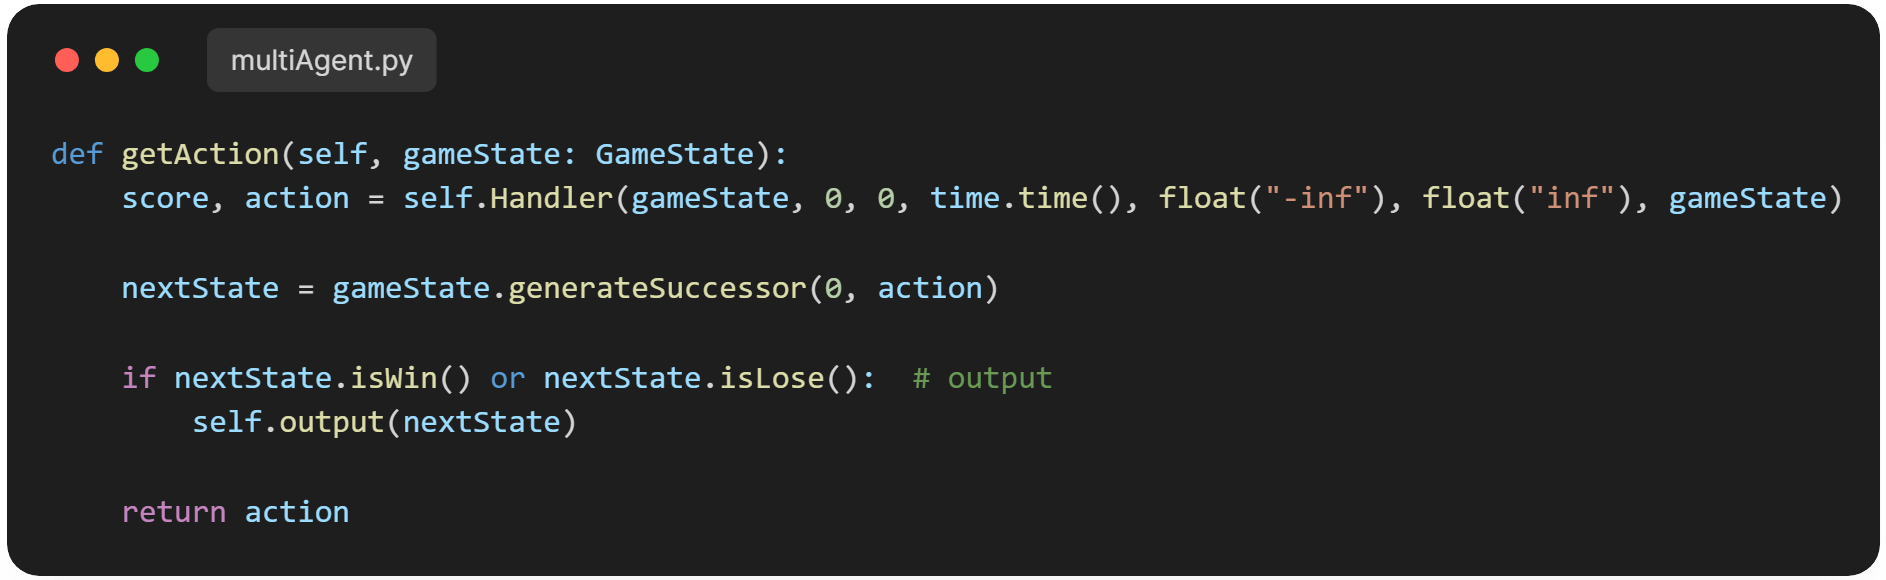 multiAgent.py
def getAction(self, gameState: GameState):
    score, action = self.Handler(gameState, 0, 0, time.time(), float("-inf"), float("inf"), gameState)
    nextState = gameState.generateSuccessor(0, action)
    if nextState.isWin() or nextState.isLose():  # output
        self.output(nextState)
    return action